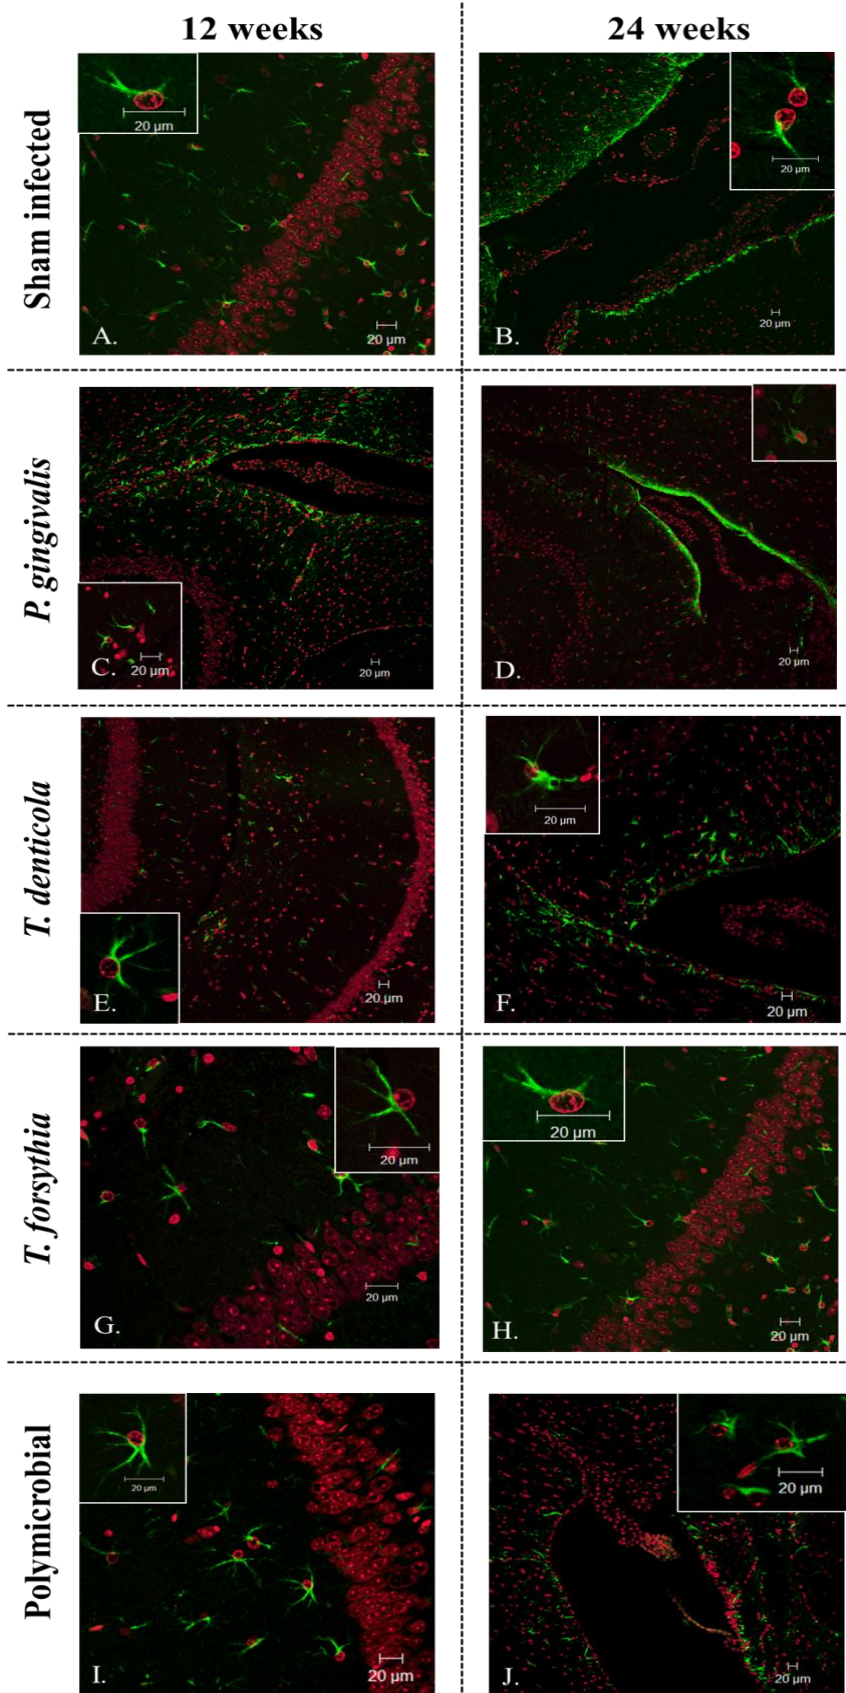 12 weeks
24 weeks
Sham infected
20 µm
20 µm
A.
20 µm
20 µm
B.
P. gingivalis
20 µm
20 µm
C.
20 µm
D.
T. denticola
20 µm
E.
20 µm
20 µm
F.
T. forsythia
20 µm
20 µm
G.
20 µm
20 µm
H.
Polymicrobial
20 µm
20 µm
I.
20 µm
20 µm
J.